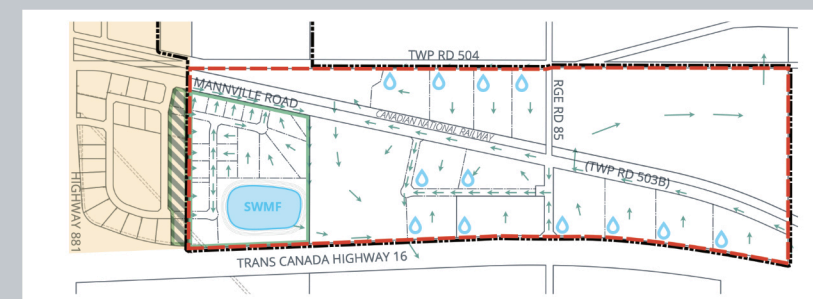 TWP RD 504
MANNVILLE ROAD
CANADIAN NATIONAL RAILWAY
RGE RD 85
(TWP RD 503B)
HIGHWAY 881
SWMF
TRANS CANADA HIGHWAY 16